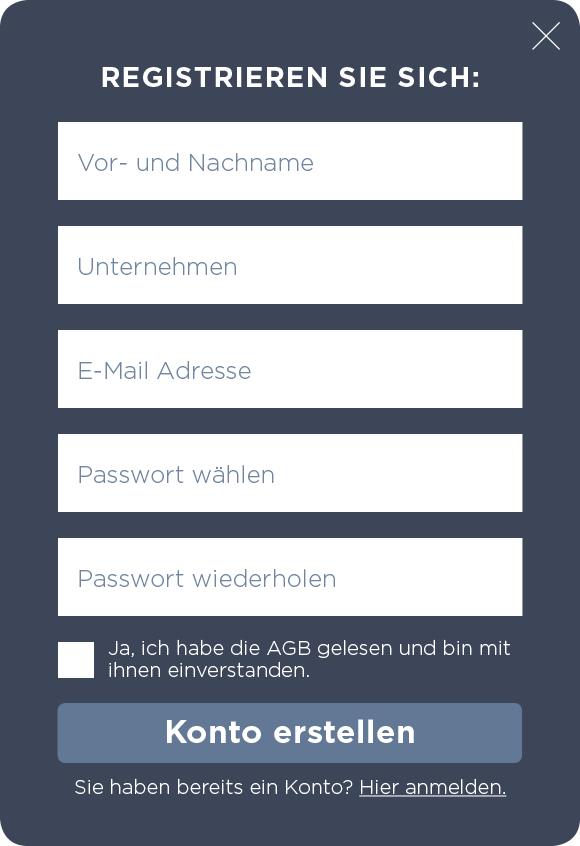 REGISTRIEREN SIE SICH:
Vor- und Nachname
Unternehmen
E-Mail Adresse
Passwort wählen
Passwort wiederholen
Ja, ich habe die AGB gelesen und bin mit
ihnen einverstanden.
Konto erstellen
Sie haben bereits ein Konto? Hier anmelden.